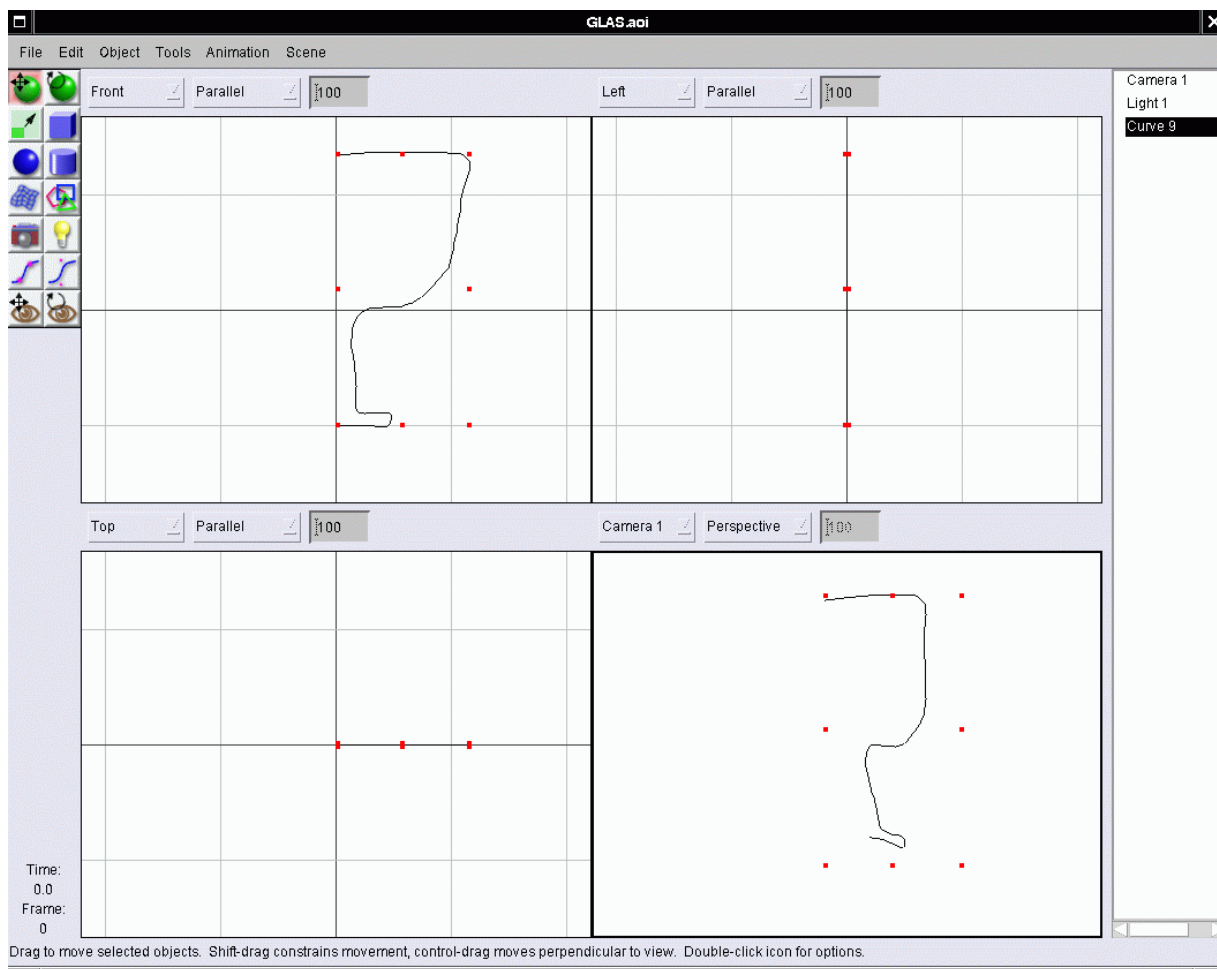 GLAS.aoi
File Edit Object Tools Animation Scene
Front Parallel 100
Left Parallel 100
Camera 1
Light 1
Curve 9
Top Parallel 100
Camera 1 Perspective 100
Time:
0.0
Frame:
0
Drag to move selected objects. Shift-drag constrains movement, control-drag moves perpendicular to view. Double-click icon for options.